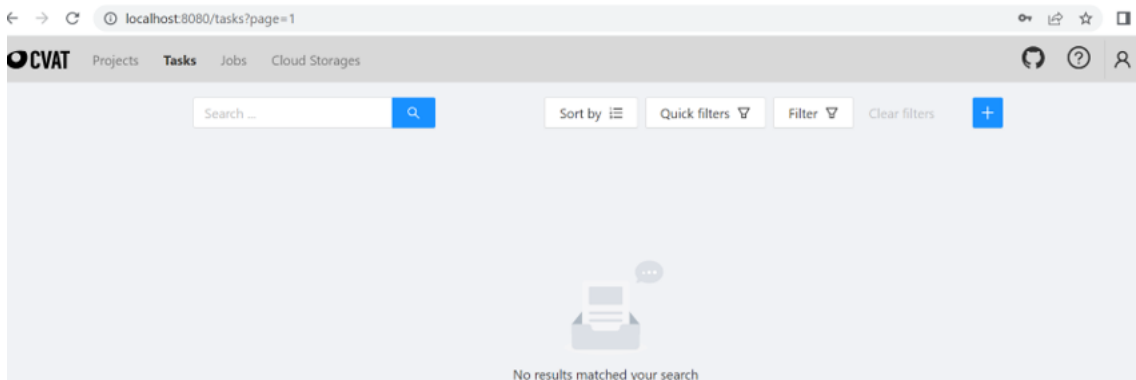 localhost:8080/tasks?page=1
CVAT Projects Tasks Jobs Cloud Storages
Search ... Sort by Quick filters Filter Clear filters
No results matched your search